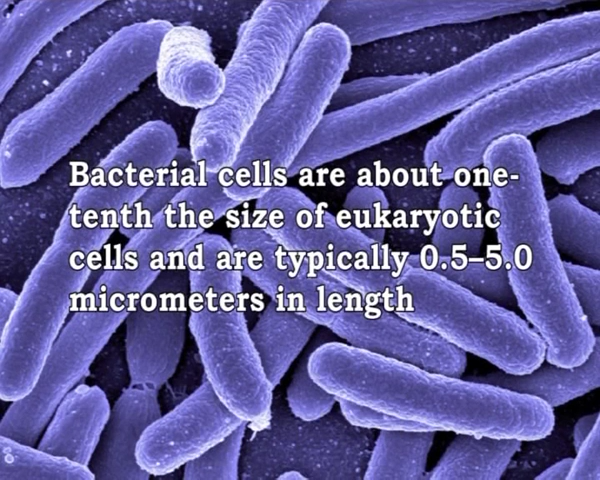 Bacterial cells are about one-
tenth the size of eukaryotic
cells and are typically 0.5–5.0
micrometers in length